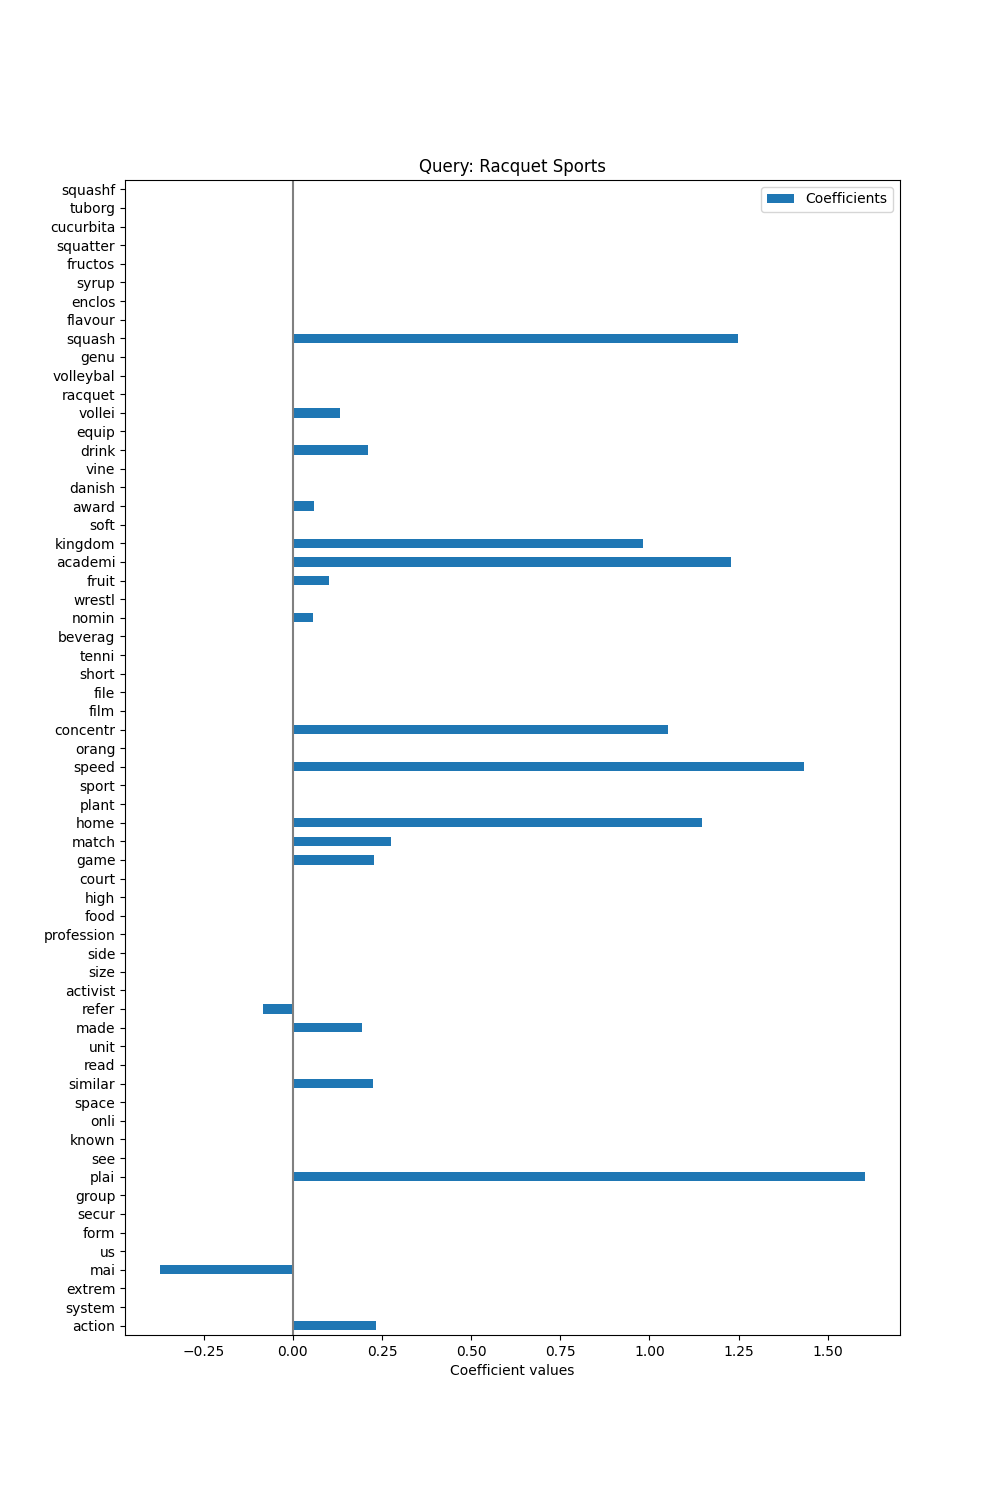 Query: Racquet Sports
Coefficients
squashf
tuborg
cucurbita
squatter
fructos
syrup
enclos
flavour
squash
genu
volleybal
racquet
vollei
equip
drink
vine
danish
award
soft
kingdom
academi
fruit
wrestl
nomin
beverag
tenni
short
file
film
concentr
orang
speed
sport
plant
home
match
game
court
high
food
profession
side
size
activist
refer
made
unit
read
similar
space
onli
known
see
plai
group
secur
form
us
mai
extrem
system
action
−0.25 0.00 0.25 0.50 0.75 1.00 1.25 1.50
Coefficient values